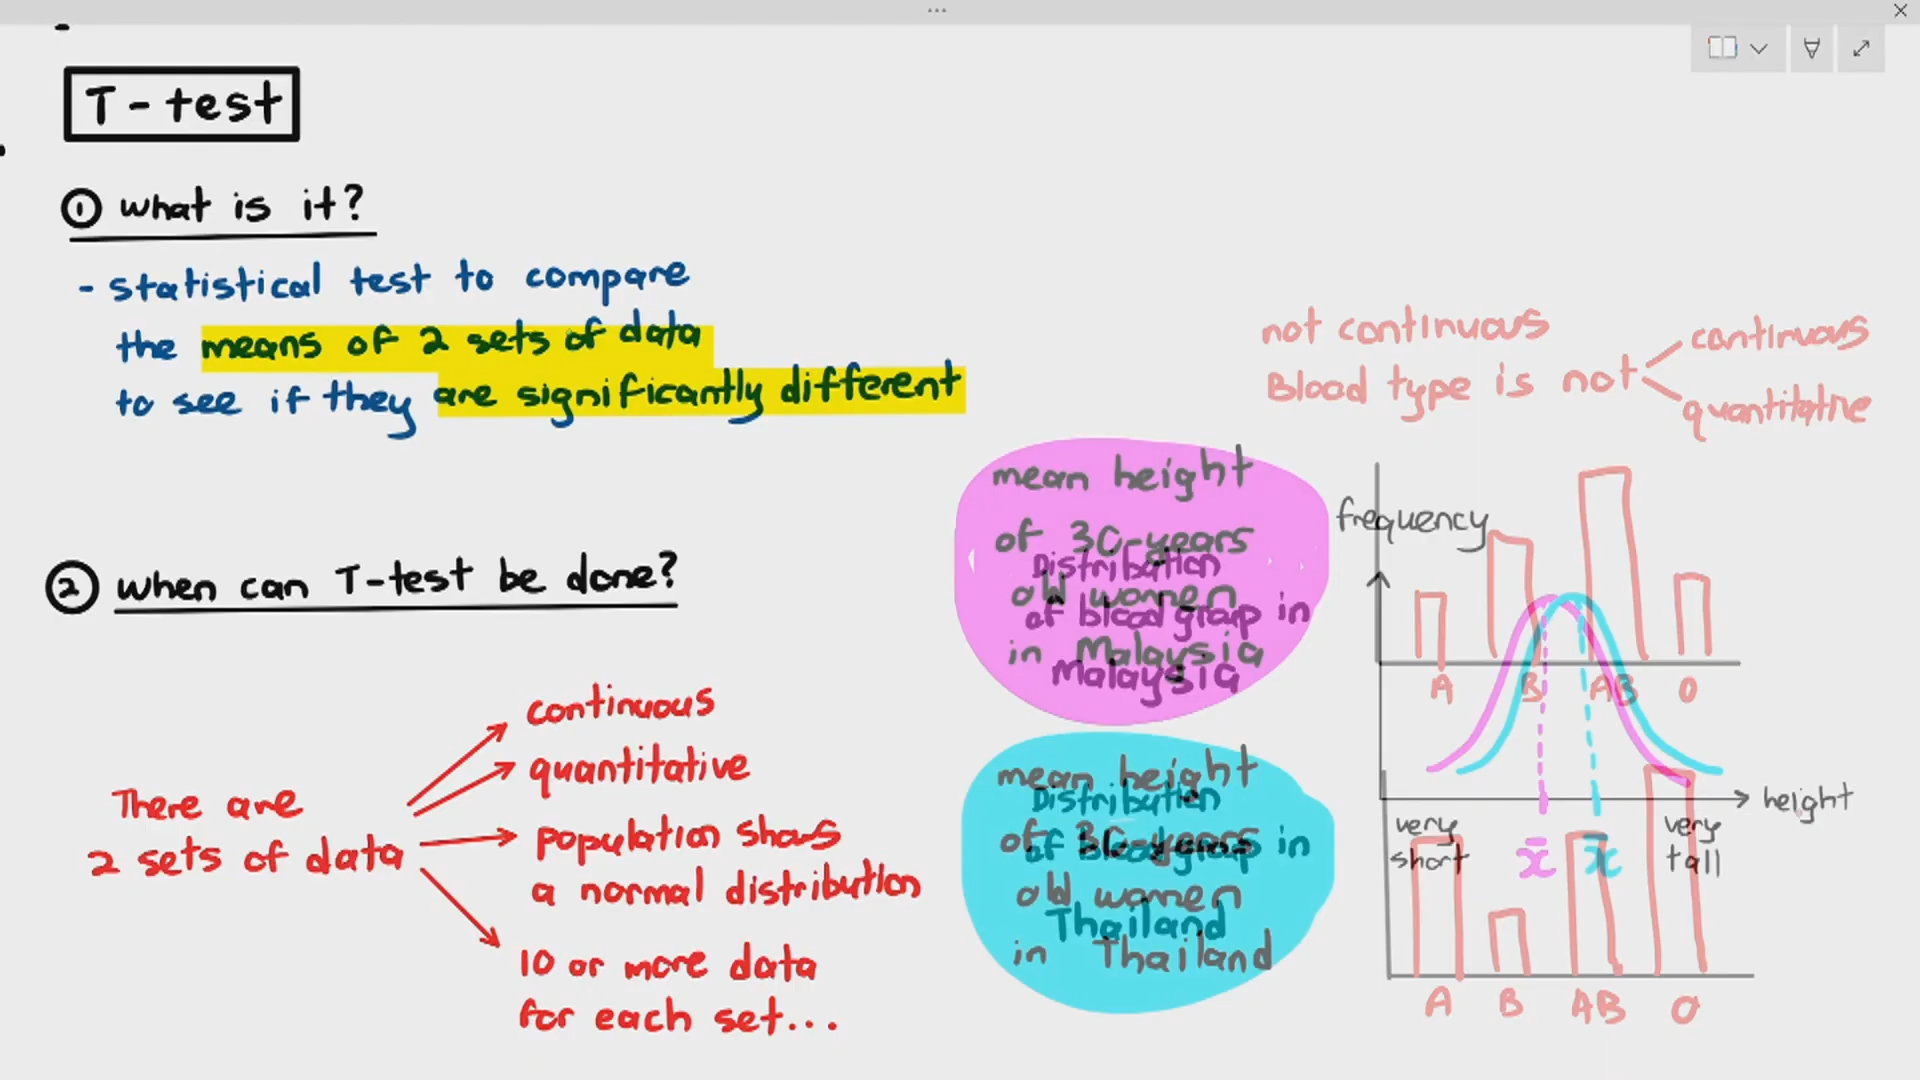 T-test
① what is it?
- statistical test to compare
the means of 2 sets of data
to see if they are significantly different
② when can T-test be done?
There are
2 sets of data
continuous
quantitative
population shows
a normal distribution
10 or more data
for each set...
not continuous
Blood type is not
continuous
quantitative
mean height
of 30-years
old women
in Malaysia
Distribution
of blood group in
Malaysia
mean height
of 30-years
old women
in Thailand
Distribution
of blood group in
Thailand
frequency
A B AB O
height
very
short
x̄ x̄
very
tall
A B AB O